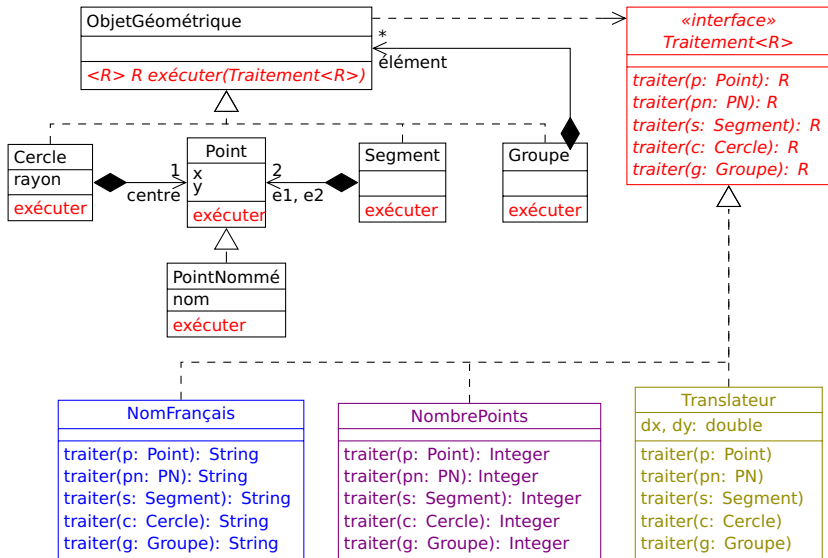 ObjetGéométrique
<R> R exécuter(Traitement<R>)
*
élément
«interface»
Traitement<R>
traiter(p: Point): R
traiter(pn: PN): R
traiter(s: Segment): R
traiter(c: Cercle): R
traiter(g: Groupe): R
Cercle
rayon
exécuter
1
centre
Point
x
y
exécuter
2
e1, e2
Segment
exécuter
Groupe
exécuter
PointNommé
nom
exécuter
NomFrançais
traiter(p: Point): String
traiter(pn: PN): String
traiter(s: Segment): String
traiter(c: Cercle): String
traiter(g: Groupe): String
NombrePoints
traiter(p: Point): Integer
traiter(pn: PN): Integer
traiter(s: Segment): Integer
traiter(c: Cercle): Integer
traiter(g: Groupe): Integer
Translateur
dx, dy: double
traiter(p: Point)
traiter(pn: PN)
traiter(s: Segment)
traiter(c: Cercle)
traiter(g: Groupe)